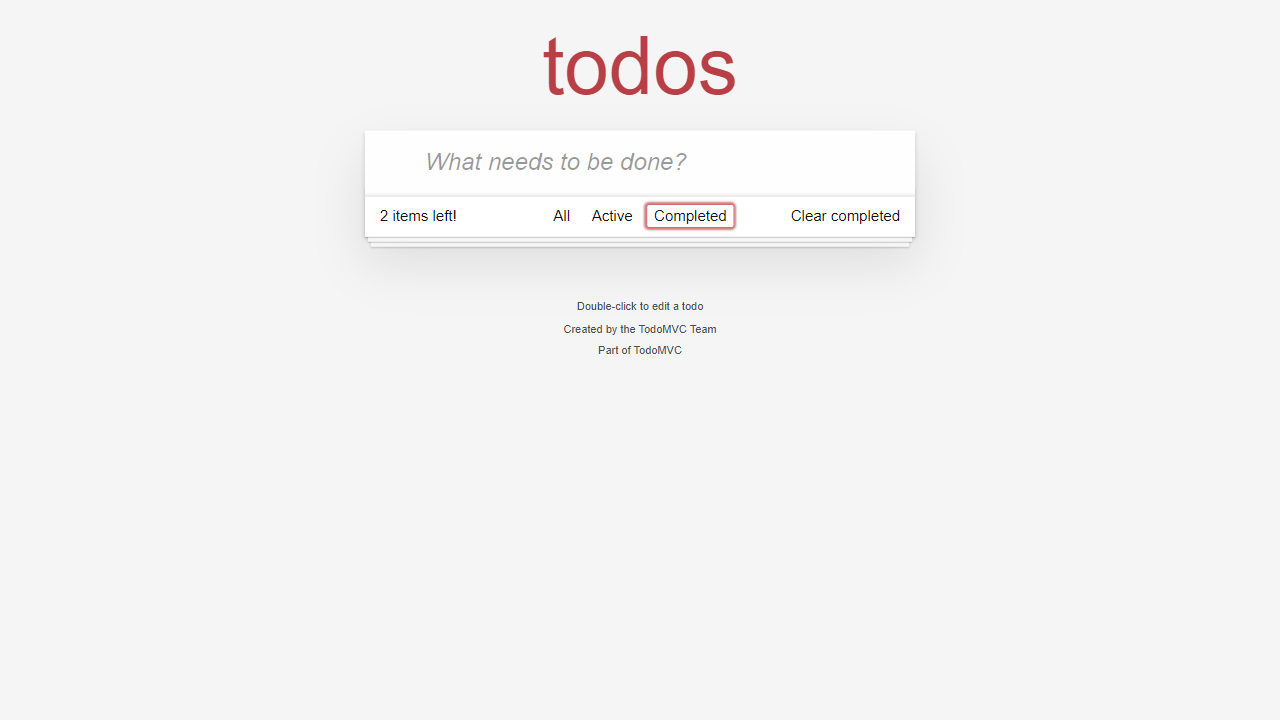 todos
What needs to be done?
2 items left! All Active Completed Clear completed
Double-click to edit a todo
Created by the TodoMVC Team
Part of TodoMVC